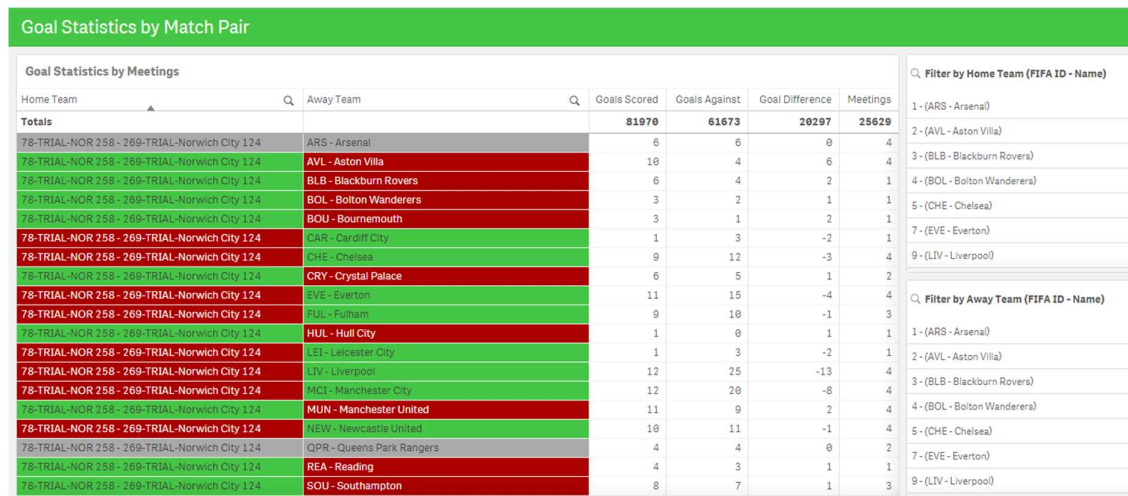 Goal Statistics by Match Pair
Goal Statistics by Meetings
Home Team Away Team Goals Scored Goals Against Goal Difference Meetings
Totals 81970 61673 20297 25629
78-TRIAL-NOR 258 - 269-TRIAL-Norwich City 124 ARS - Arsenal 6 6 0 4
78-TRIAL-NOR 258 - 269-TRIAL-Norwich City 124 AVL - Aston Villa 10 4 6 4
78-TRIAL-NOR 258 - 269-TRIAL-Norwich City 124 BLB - Blackburn Rovers 6 4 2 1
78-TRIAL-NOR 258 - 269-TRIAL-Norwich City 124 BOL - Bolton Wanderers 3 2 1 1
78-TRIAL-NOR 258 - 269-TRIAL-Norwich City 124 BOU - Bournemouth 3 1 2 1
78-TRIAL-NOR 258 - 269-TRIAL-Norwich City 124 CAR - Cardiff City 1 3 -2 1
78-TRIAL-NOR 258 - 269-TRIAL-Norwich City 124 CHE - Chelsea 9 12 -3 4
78-TRIAL-NOR 258 - 269-TRIAL-Norwich City 124 CRY - Crystal Palace 6 5 1 2
78-TRIAL-NOR 258 - 269-TRIAL-Norwich City 124 EVE - Everton 11 15 -4 4
78-TRIAL-NOR 258 - 269-TRIAL-Norwich City 124 FUL - Fulham 9 10 -1 3
78-TRIAL-NOR 258 - 269-TRIAL-Norwich City 124 HUL - Hull City 1 0 1 1
78-TRIAL-NOR 258 - 269-TRIAL-Norwich City 124 LEI - Leicester City 1 3 -2 1
78-TRIAL-NOR 258 - 269-TRIAL-Norwich City 124 LIV - Liverpool 12 25 -13 4
78-TRIAL-NOR 258 - 269-TRIAL-Norwich City 124 MCI - Manchester City 12 20 -8 4
78-TRIAL-NOR 258 - 269-TRIAL-Norwich City 124 MUN - Manchester United 11 9 2 4
78-TRIAL-NOR 258 - 269-TRIAL-Norwich City 124 NEW - Newcastle United 10 11 -1 4
78-TRIAL-NOR 258 - 269-TRIAL-Norwich City 124 QPR - Queens Park Rangers 4 4 0 2
78-TRIAL-NOR 258 - 269-TRIAL-Norwich City 124 REA - Reading 4 3 1 1
78-TRIAL-NOR 258 - 269-TRIAL-Norwich City 124 SOU - Southampton 8 7 1 3
Filter by Home Team (FIFA ID - Name)
1 - (ARS - Arsenal)
2 - (AVL - Aston Villa)
3 - (BLB - Blackburn Rovers)
4 - (BOL - Bolton Wanderers)
5 - (CHE - Chelsea)
7 - (EVE - Everton)
9 - (LIV - Liverpool)
Filter by Away Team (FIFA ID - Name)
1 - (ARS - Arsenal)
2 - (AVL - Aston Villa)
3 - (BLB - Blackburn Rovers)
4 - (BOL - Bolton Wanderers)
5 - (CHE - Chelsea)
7 - (EVE - Everton)
9 - (LIV - Liverpool)